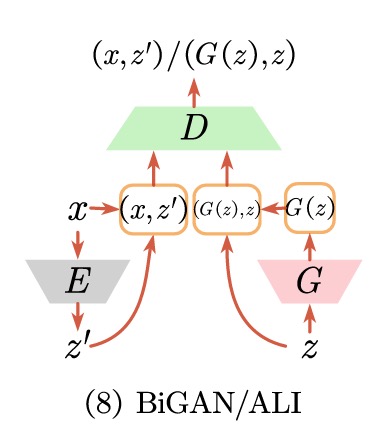 (x, z′)/(G(z), z)
D
x (x, z′) (G(z), z) G(z)
E G
z′ z
(8) BiGAN/ALI